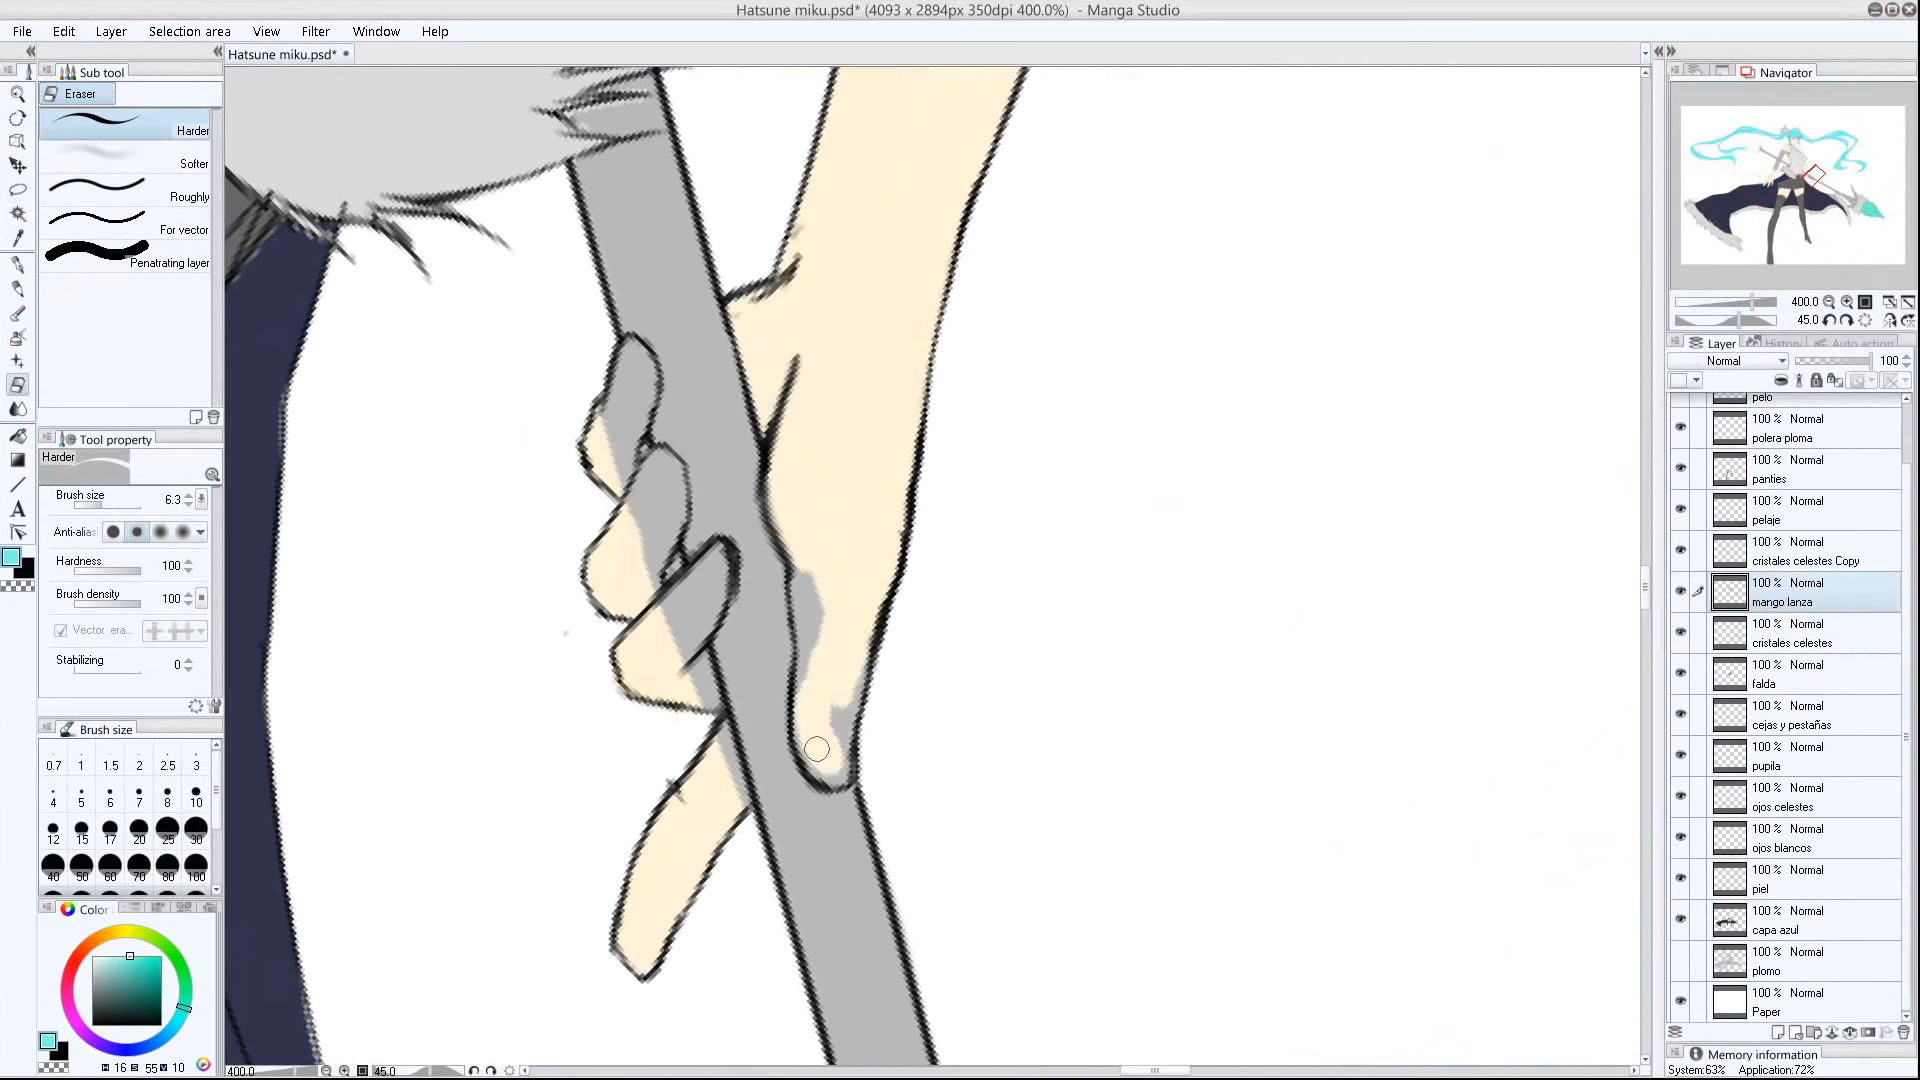 Hatsune miku.psd* (4093 x 2894px 350dpi 400.0%) - Manga Studio
File Edit Layer Selection area View Filter Window Help
Hatsune miku.psd*
Sub tool
Eraser
Harder
Softer
Roughly
For vector
Penatrating layer
Tool property
Harder
Brush size 6.3
Anti-alias
Hardness 100
Brush density 100
Vector era...
Stabilizing 0
Brush size
0.7 1 1.5 2 2.5 3
4 5 6 7 8 10
12 15 17 20 25 30
40 50 60 70 80 100
Color
H 16 S 55 V 10
400.0 45.0
Navigator
400.0
45.0
Layer History Auto action
Normal 100
pelo
100 % Normal
polera ploma
100 % Normal
panties
100 % Normal
pelaje
100 % Normal
cristales celestes Copy
100 % Normal
mango lanza
100 % Normal
cristales celestes
100 % Normal
falda
100 % Normal
cejas y pestañas
100 % Normal
pupila
100 % Normal
ojos celestes
100 % Normal
ojos blancos
100 % Normal
piel
100 % Normal
capa azul
100 % Normal
plomo
100 % Normal
Paper
Memory information
System:63% Application:72%